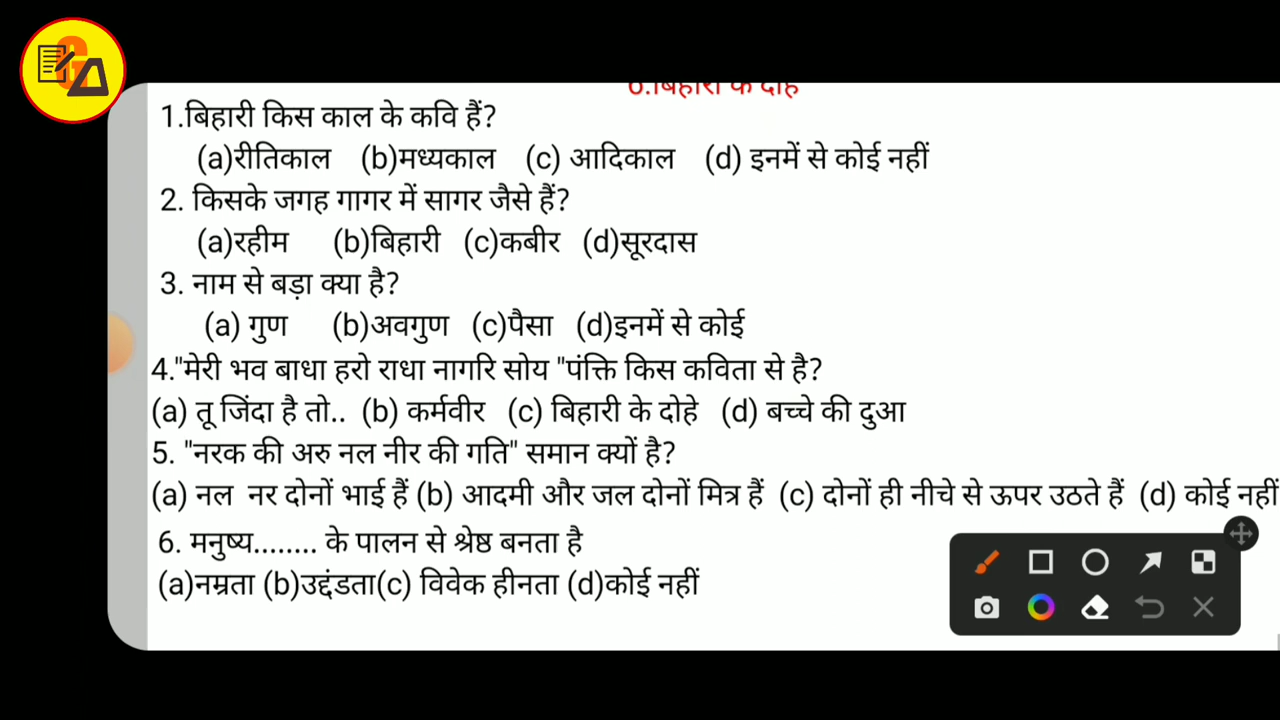 6.बिहारी के दोहे
1.बिहारी किस काल के कवि हैं?
(a)रीतिकाल (b)मध्यकाल (c) आदिकाल (d) इनमें से कोई नहीं
2. किसके जगह गागर में सागर जैसे हैं?
(a)रहीम (b)बिहारी (c)कबीर (d)सूरदास
3. नाम से बड़ा क्या है?
(a) गुण (b)अवगुण (c)पैसा (d)इनमें से कोई
4."मेरी भव बाधा हरो राधा नागरि सोय "पंक्ति किस कविता से है?
(a) तू जिंदा है तो.. (b) कर्मवीर (c) बिहारी के दोहे (d) बच्चे की दुआ
5. "नरक की अरु नल नीर की गति" समान क्यों है?
(a) नल नर दोनों भाई हैं (b) आदमी और जल दोनों मित्र हैं (c) दोनों ही नीचे से ऊपर उठते हैं (d) कोई नहीं
6. मनुष्य........ के पालन से श्रेष्ठ बनता है
(a)नम्रता (b)उद्दंडता(c) विवेक हीनता (d)कोई नहीं